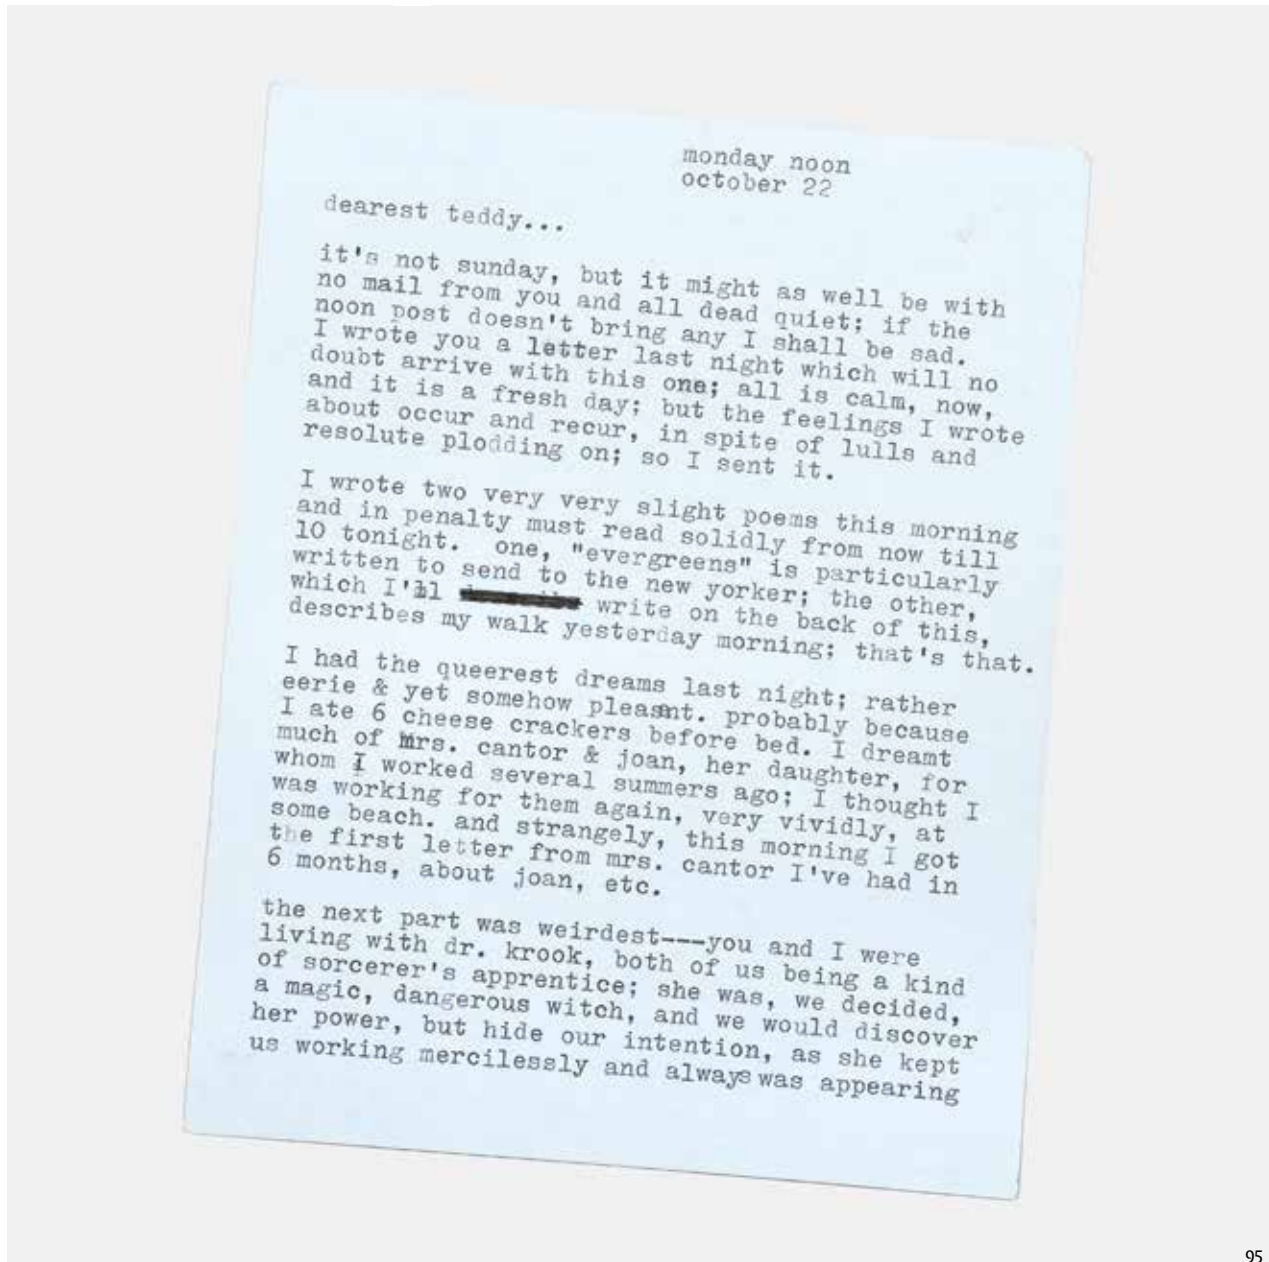 monday noon
october 22
dearest teddy...
it's not sunday, but it might as well be with
no mail from you and all dead quiet; if the
noon post doesn't bring any I shall be sad.
I wrote you a letter last night which will no
doubt arrive with this one; all is calm, now,
and it is a fresh day; but the feelings I wrote
about occur and recur, in spite of lulls and
resolute plodding on; so I sent it.
I wrote two very very slight poems this morning
and in penalty must read solidly from now till
10 tonight. one, "evergreens" is particularly
written to send to the new yorker; the other,
which I'll write on the back of this,
describes my walk yesterday morning; that's that.
I had the queerest dreams last night; rather
eerie & yet somehow pleasant. probably because
I ate 6 cheese crackers before bed. I dreamt
much of mrs. cantor & joan, her daughter, for
whom I worked several summers ago; I thought I
was working for them again, very vividly, at
some beach. and strangely, this morning I got
the first letter from mrs. cantor I've had in
6 months, about joan, etc.
the next part was weirdest---you and I were
living with dr. krook, both of us being a kind
of sorcerer's apprentice; she was, we decided,
a magic, dangerous witch, and we would discover
her power, but hide our intention, as she kept
us working mercilessly and always was appearing
95